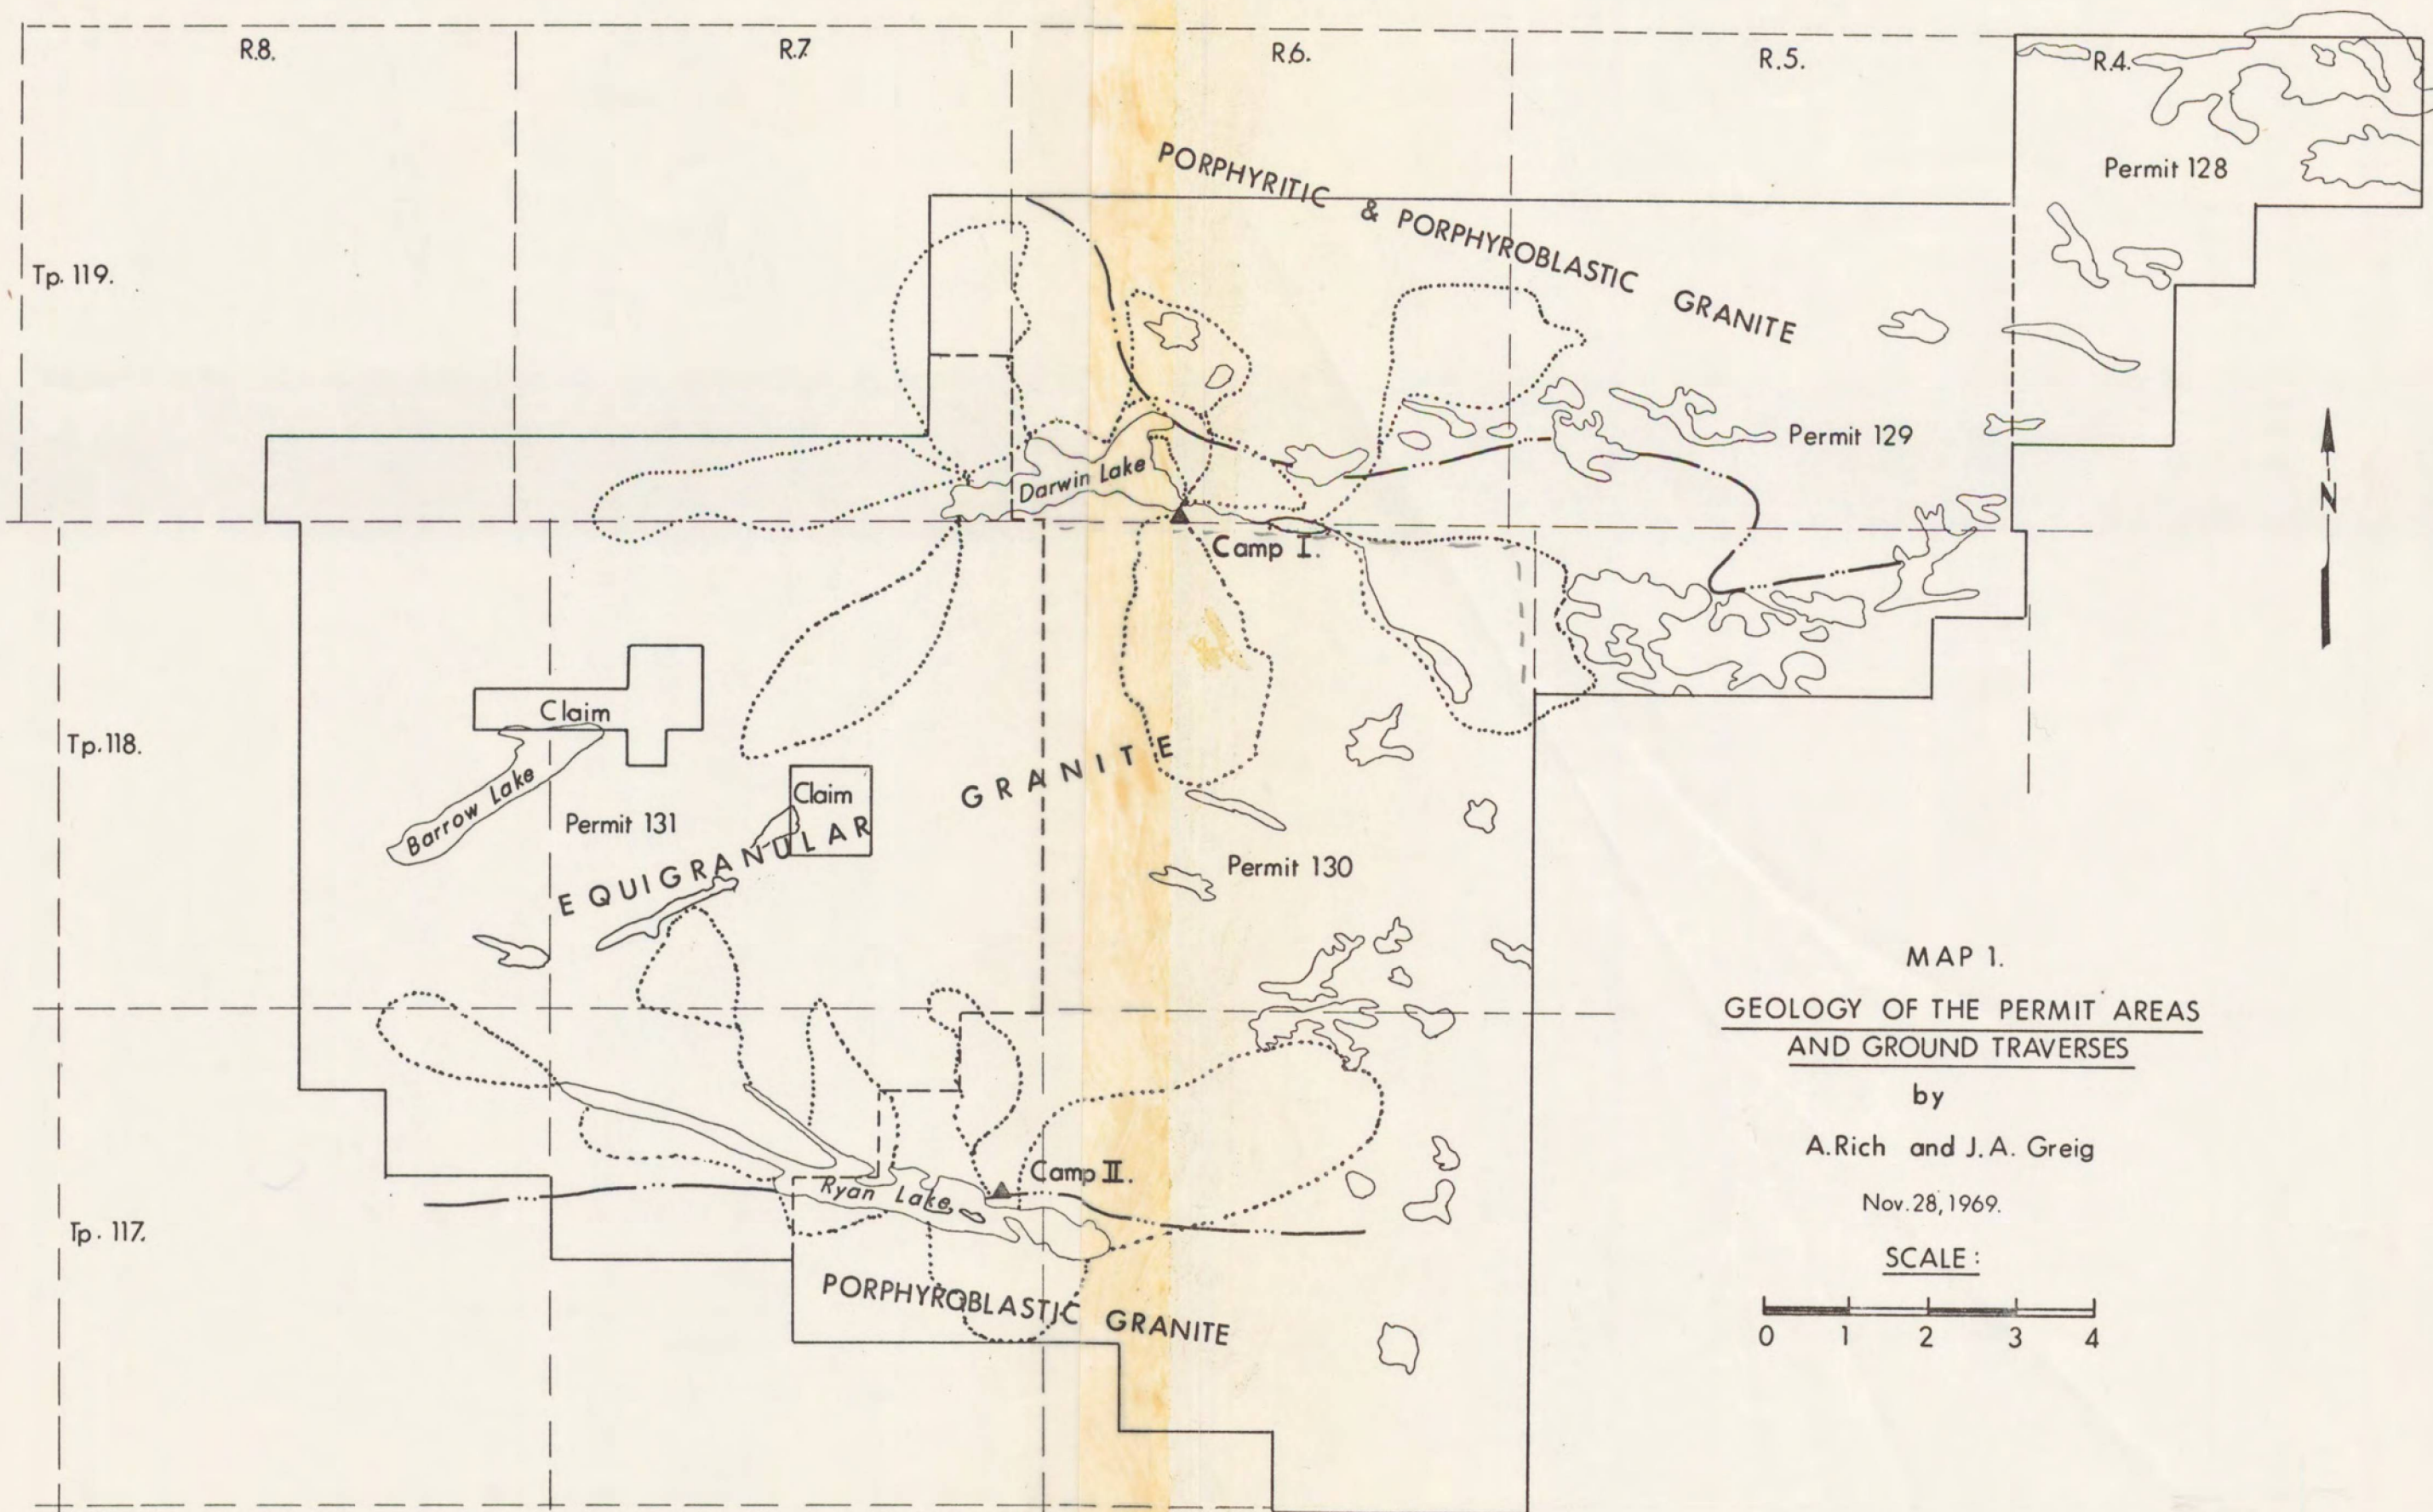 R.8.
R.7.
R.6.
R.5.
R.4.
PORPHYRITIC & PORPHYROBLASTIC GRANITE
Permit 128
Tp. 119.
Permit 129
Darwin Lake
Camp I.
N
Claim
Tp. 118.
GRANITE
Barrow Lake
Claim
Permit 131
EQUIGRANULAR
Permit 130
MAP 1.
GEOLOGY OF THE PERMIT AREAS
AND GROUND TRAVERSES
by
A.Rich and J.A. Greig
Nov. 28, 1969.
SCALE :
0 1 2 3 4
Camp II.
Ryan Lake
Tp. 117.
PORPHYROBLASTIC GRANITE